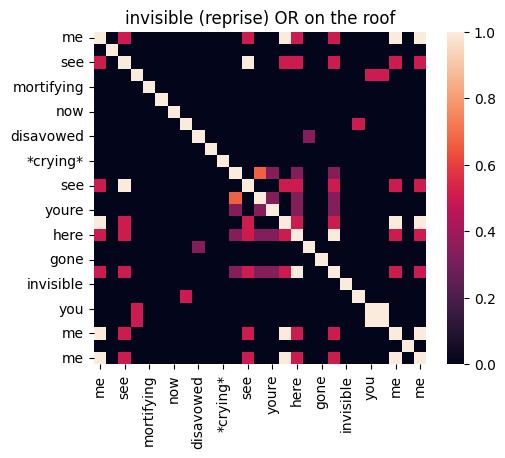 invisible (reprise) OR on the roof
me
see
mortifying
now
disavowed
*crying*
see
youre
here
gone
invisible
you
me
me
1.0
0.8
0.6
0.4
0.2
0.0
me
see
mortifying
now
disavowed
*crying*
see
youre
here
gone
invisible
you
me
me